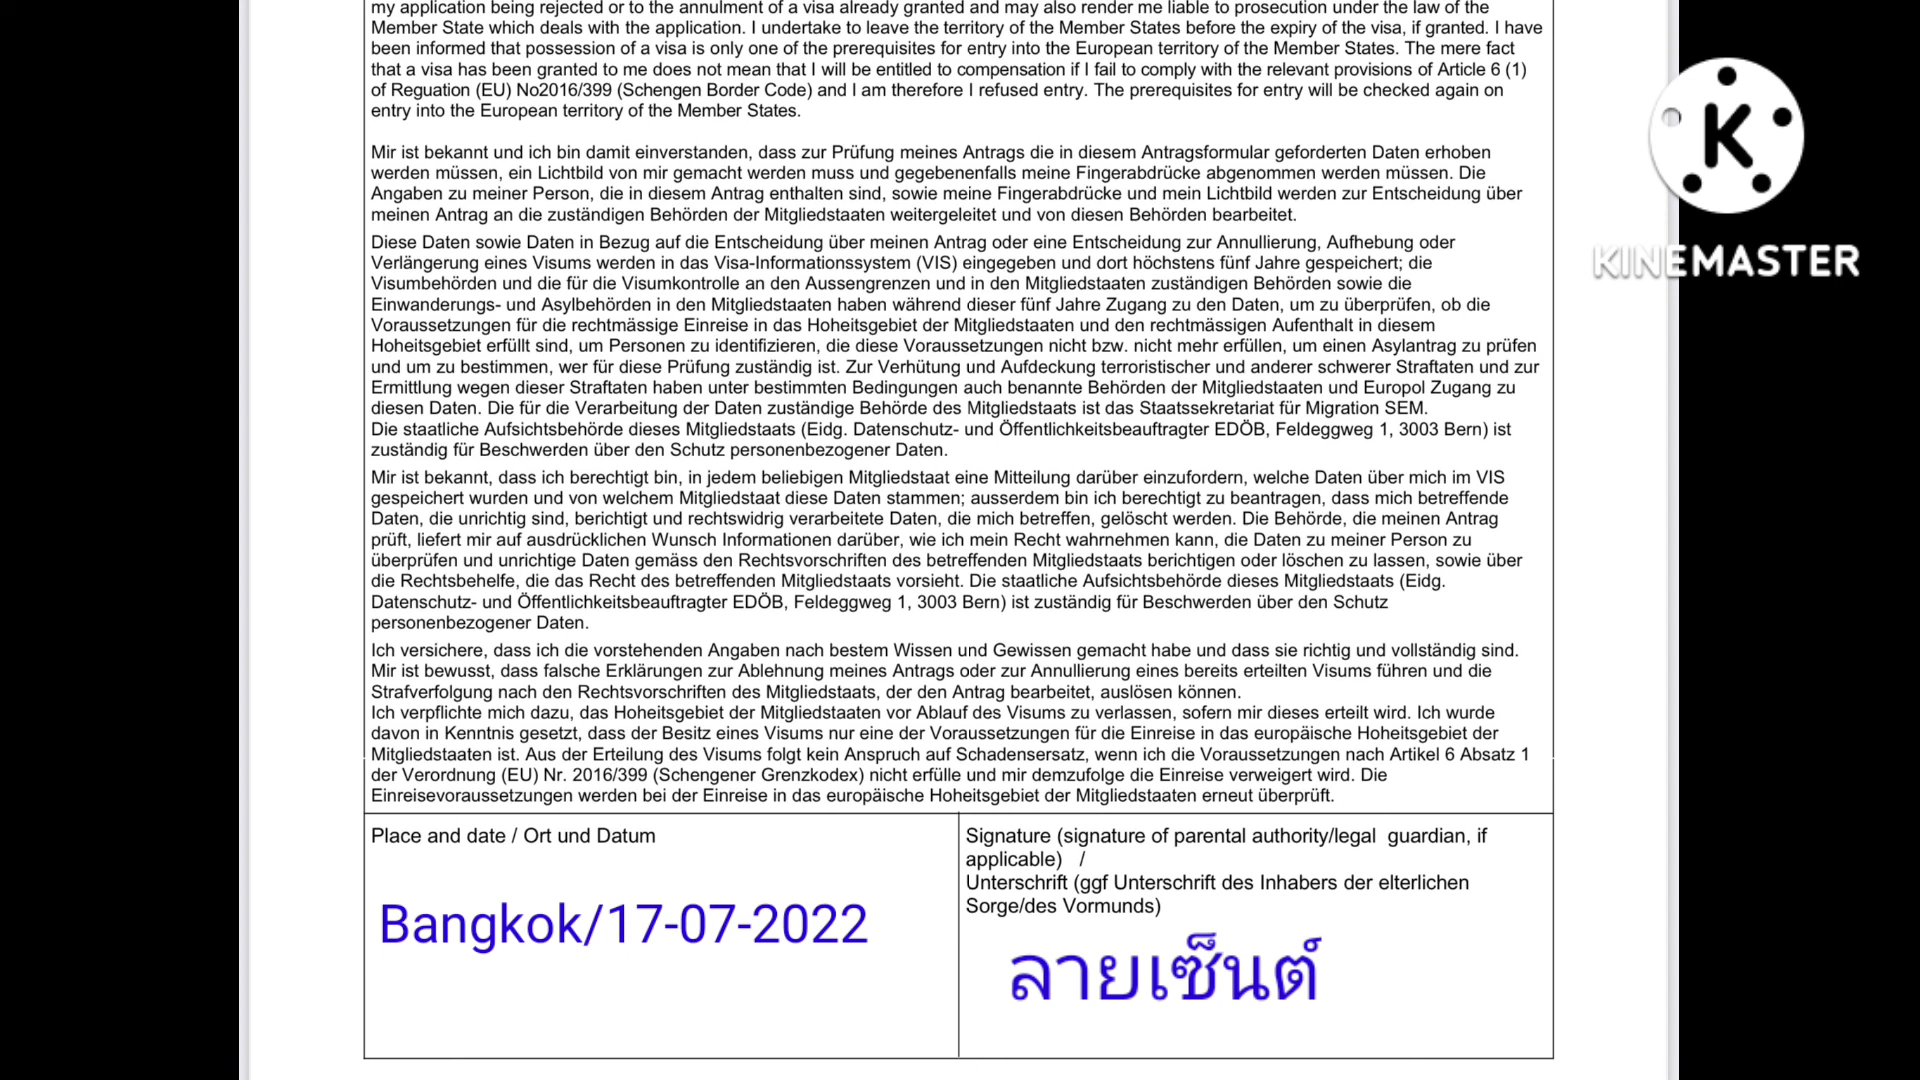 my application being rejected or to the annulment of a visa already granted and may also render me liable to prosecution under the law of the
Member State which deals with the application. I undertake to leave the territory of the Member States before the expiry of the visa, if granted. I have
been informed that possession of a visa is only one of the prerequisites for entry into the European territory of the Member States. The mere fact
that a visa has been granted to me does not mean that I will be entitled to compensation if I fail to comply with the relevant provisions of Article 6 (1)
of Reguation (EU) No2016/399 (Schengen Border Code) and I am therefore I refused entry. The prerequisites for entry will be checked again on
entry into the European territory of the Member States.
Mir ist bekannt und ich bin damit einverstanden, dass zur Prüfung meines Antrags die in diesem Antragsformular geforderten Daten erhoben
werden müssen, ein Lichtbild von mir gemacht werden muss und gegebenenfalls meine Fingerabdrücke abgenommen werden müssen. Die
Angaben zu meiner Person, die in diesem Antrag enthalten sind, sowie meine Fingerabdrücke und mein Lichtbild werden zur Entscheidung über
meinen Antrag an die zuständigen Behörden der Mitgliedstaaten weitergeleitet und von diesen Behörden bearbeitet.
Diese Daten sowie Daten in Bezug auf die Entscheidung über meinen Antrag oder eine Entscheidung zur Annullierung, Aufhebung oder
Verlängerung eines Visums werden in das Visa-Informationssystem (VIS) eingegeben und dort höchstens fünf Jahre gespeichert; die
Visumbehörden und die für die Visumkontrolle an den Aussengrenzen und in den Mitgliedstaaten zuständigen Behörden sowie die
Einwanderungs- und Asylbehörden in den Mitgliedstaaten haben während dieser fünf Jahre Zugang zu den Daten, um zu überprüfen, ob die
Voraussetzungen für die rechtmässige Einreise in das Hoheitsgebiet der Mitgliedstaaten und den rechtmässigen Aufenthalt in diesem
Hoheitsgebiet erfüllt sind, um Personen zu identifizieren, die diese Voraussetzungen nicht bzw. nicht mehr erfüllen, um einen Asylantrag zu prüfen
und um zu bestimmen, wer für diese Prüfung zuständig ist. Zur Verhütung und Aufdeckung terroristischer und anderer schwerer Straftaten und zur
Ermittlung wegen dieser Straftaten haben unter bestimmten Bedingungen auch benannte Behörden der Mitgliedstaaten und Europol Zugang zu
diesen Daten. Die für die Verarbeitung der Daten zuständige Behörde des Mitgliedstaats ist das Staatssekretariat für Migration SEM.
Die staatliche Aufsichtsbehörde dieses Mitgliedstaats (Eidg. Datenschutz- und Öffentlichkeitsbeauftragter EDÖB, Feldeggweg 1, 3003 Bern) ist
zuständig für Beschwerden über den Schutz personenbezogener Daten.
Mir ist bekannt, dass ich berechtigt bin, in jedem beliebigen Mitgliedstaat eine Mitteilung darüber einzufordern, welche Daten über mich im VIS
gespeichert wurden und von welchem Mitgliedstaat diese Daten stammen; ausserdem bin ich berechtigt zu beantragen, dass mich betreffende
Daten, die unrichtig sind, berichtigt und rechtswidrig verarbeitete Daten, die mich betreffen, gelöscht werden. Die Behörde, die meinen Antrag
prüft, liefert mir auf ausdrücklichen Wunsch Informationen darüber, wie ich mein Recht wahrnehmen kann, die Daten zu meiner Person zu
überprüfen und unrichtige Daten gemäss den Rechtsvorschriften des betreffenden Mitgliedstaats berichtigen oder löschen zu lassen, sowie über
die Rechtsbehelfe, die das Recht des betreffenden Mitgliedstaats vorsieht. Die staatliche Aufsichtsbehörde dieses Mitgliedstaats (Eidg.
Datenschutz- und Öffentlichkeitsbeauftragter EDÖB, Feldeggweg 1, 3003 Bern) ist zuständig für Beschwerden über den Schutz
personenbezogener Daten.
Ich versichere, dass ich die vorstehenden Angaben nach bestem Wissen und Gewissen gemacht habe und dass sie richtig und vollständig sind.
Mir ist bewusst, dass falsche Erklärungen zur Ablehnung meines Antrags oder zur Annullierung eines bereits erteilten Visums führen und die
Strafverfolgung nach den Rechtsvorschriften des Mitgliedstaats, der den Antrag bearbeitet, auslösen können.
Ich verpflichte mich dazu, das Hoheitsgebiet der Mitgliedstaaten vor Ablauf des Visums zu verlassen, sofern mir dieses erteilt wird. Ich wurde
davon in Kenntnis gesetzt, dass der Besitz eines Visums nur eine der Voraussetzungen für die Einreise in das europäische Hoheitsgebiet der
Mitgliedstaaten ist. Aus der Erteilung des Visums folgt kein Anspruch auf Schadensersatz, wenn ich die Voraussetzungen nach Artikel 6 Absatz 1
der Verordnung (EU) Nr. 2016/399 (Schengener Grenzkodex) nicht erfülle und mir demzufolge die Einreise verweigert wird. Die
Einreisevoraussetzungen werden bei der Einreise in das europäische Hoheitsgebiet der Mitgliedstaaten erneut überprüft.
Place and date / Ort und Datum
Bangkok/17-07-2022
Signature (signature of parental authority/legal guardian, if
applicable) /
Unterschrift (ggf Unterschrift des Inhabers der elterlichen
Sorge/des Vormunds)
ลายเซ็นต์
K
KINEMASTER